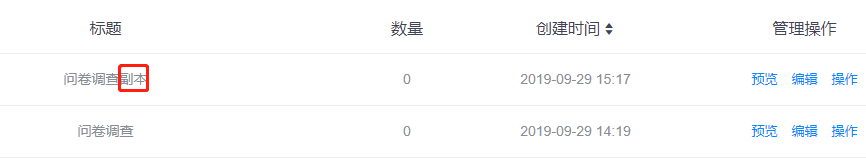 标题 数量 创建时间 管理操作
问卷调查副本 0 2019-09-29 15:17 预览 编辑 操作
问卷调查 0 2019-09-29 14:19 预览 编辑 操作